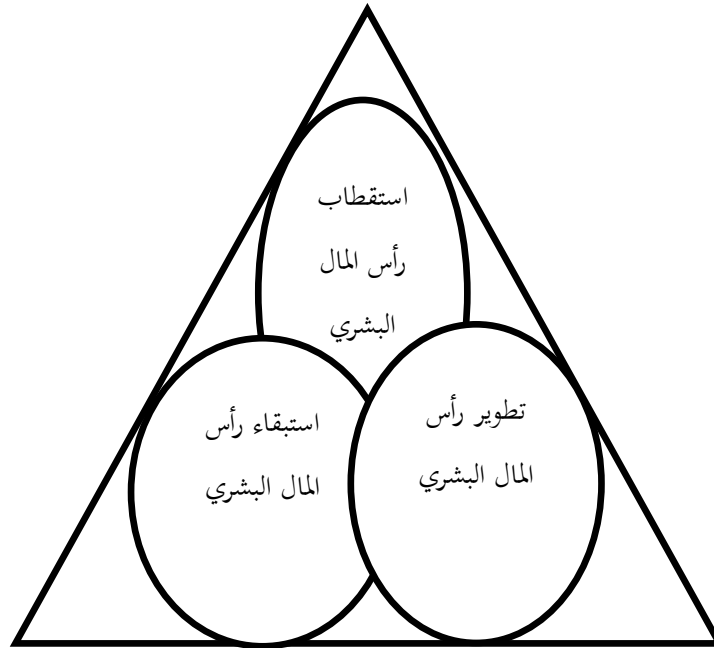 استقطاب
رأس المال
البشري
تطوير رأس
المال البشري
استبقاء رأس
المال البشري